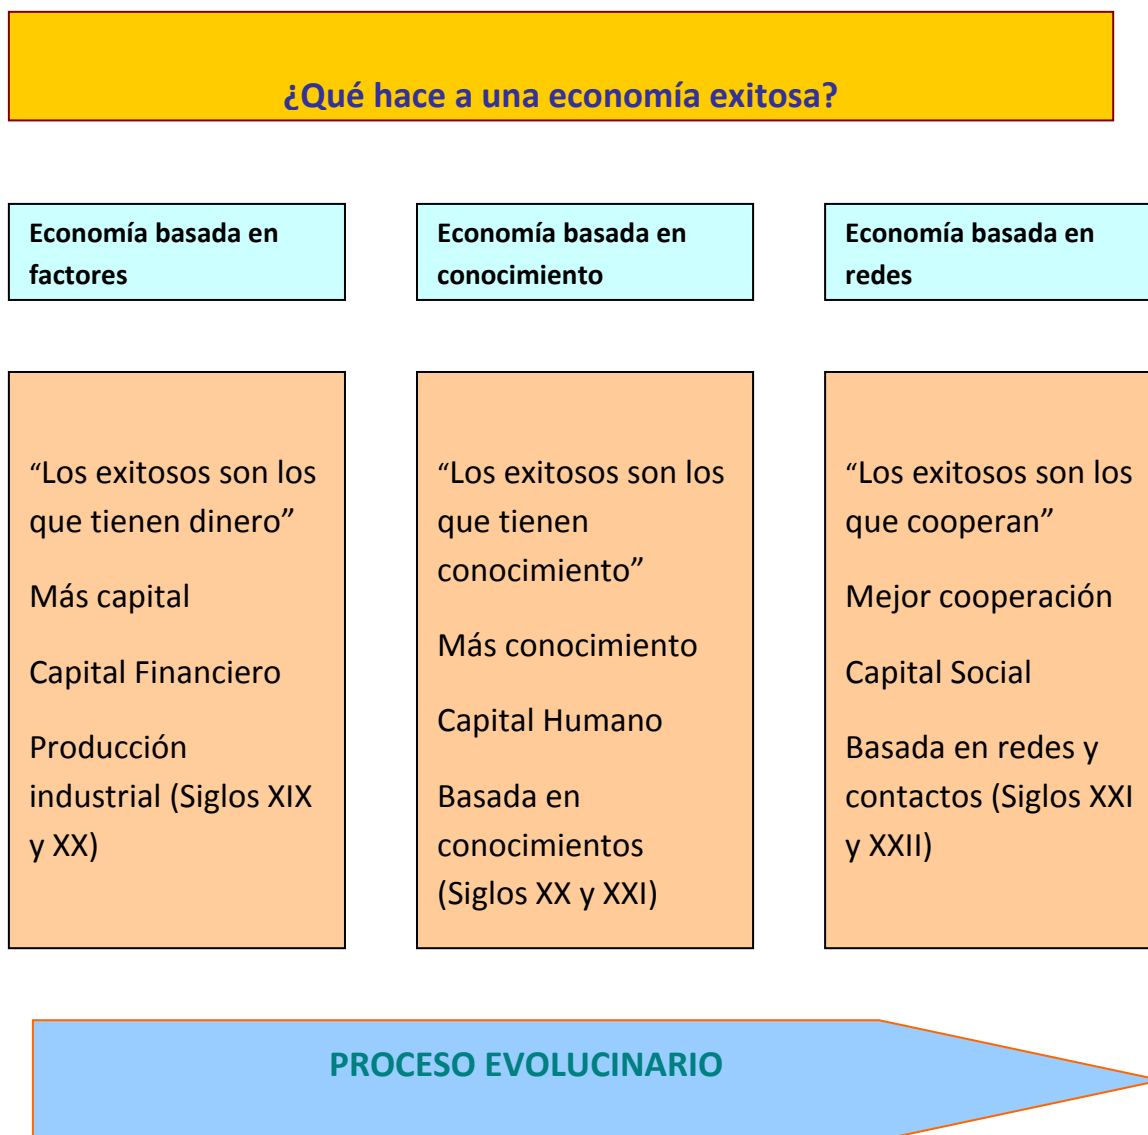 ¿Qué hace a una economía exitosa?
Economía basada en
factores
Economía basada en
conocimiento
Economía basada en
redes
“Los exitosos son los
que tienen dinero”
Más capital
Capital Financiero
Producción
industrial (Siglos XIX
y XX)
“Los exitosos son los
que tienen
conocimiento”
Más conocimiento
Capital Humano
Basada en
conocimientos
(Siglos XX y XXI)
“Los exitosos son los
que cooperan”
Mejor cooperación
Capital Social
Basada en redes y
contactos (Siglos XXI
y XXII)
PROCESO EVOLUCINARIO